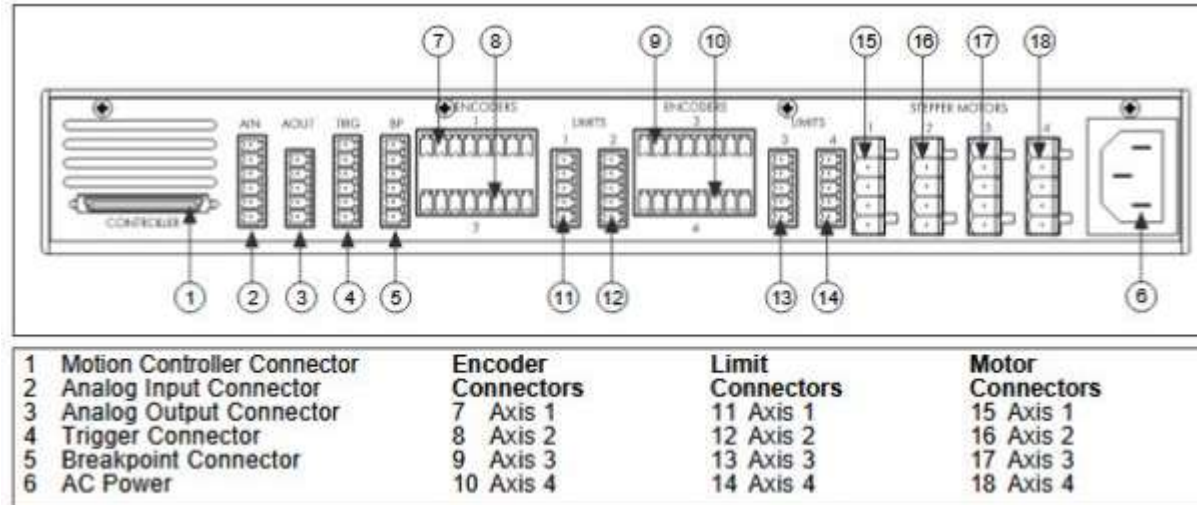 7 8 9 10 15 16 17 18
ENCODERS ENCODERS STEPPER MOTORS
AIN AOUT TRIG BP 1 LIMITS 3 LIMITS 1 2 3 4
1 2 3 4
CONTROLLER
2 4
1 2 3 4 5 11 12 13 14 6
1 Motion Controller Connector
2 Analog Input Connector
3 Analog Output Connector
4 Trigger Connector
5 Breakpoint Connector
6 AC Power
Encoder
Connectors
7 Axis 1
8 Axis 2
9 Axis 3
10 Axis 4
Limit
Connectors
11 Axis 1
12 Axis 2
13 Axis 3
14 Axis 4
Motor
Connectors
15 Axis 1
16 Axis 2
17 Axis 3
18 Axis 4